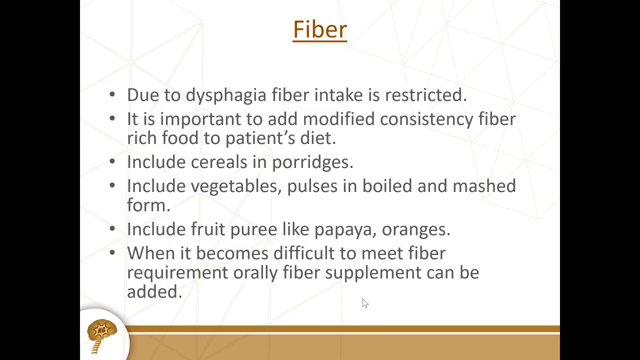 Fiber
• Due to dysphagia fiber intake is restricted.
• It is important to add modified consistency fiber
rich food to patient's diet.
• Include cereals in porridges.
• Include vegetables, pulses in boiled and mashed
form.
• Include fruit puree like papaya, oranges.
• When it becomes difficult to meet fiber
requirement orally fiber supplement can be
added.